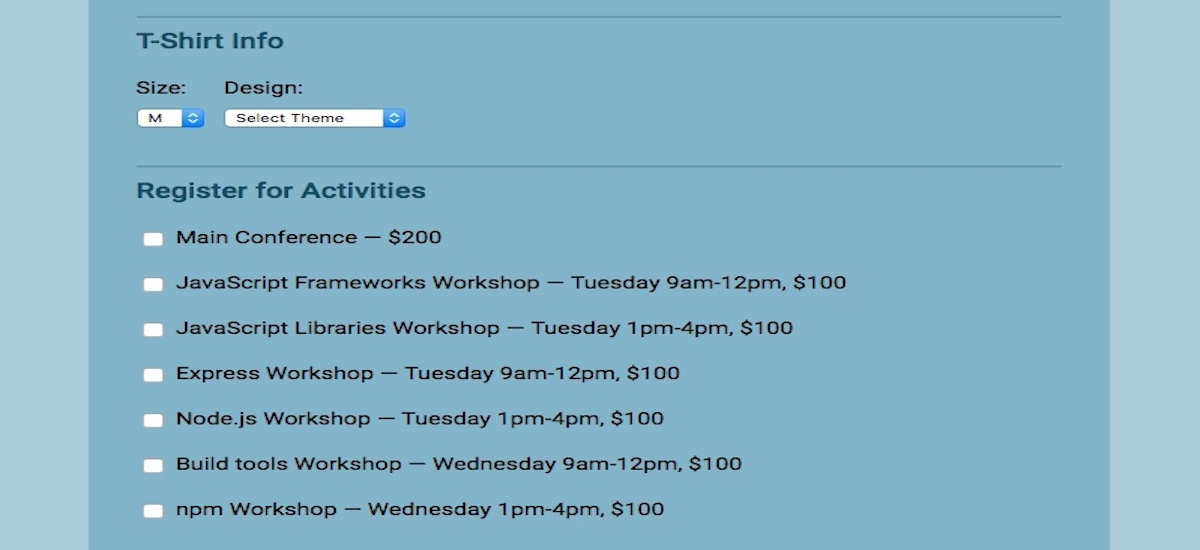 T-Shirt Info
Size: Design:
M Select Theme
Register for Activities
Main Conference — $200
JavaScript Frameworks Workshop — Tuesday 9am-12pm, $100
JavaScript Libraries Workshop — Tuesday 1pm-4pm, $100
Express Workshop — Tuesday 9am-12pm, $100
Node.js Workshop — Tuesday 1pm-4pm, $100
Build tools Workshop — Wednesday 9am-12pm, $100
npm Workshop — Wednesday 1pm-4pm, $100